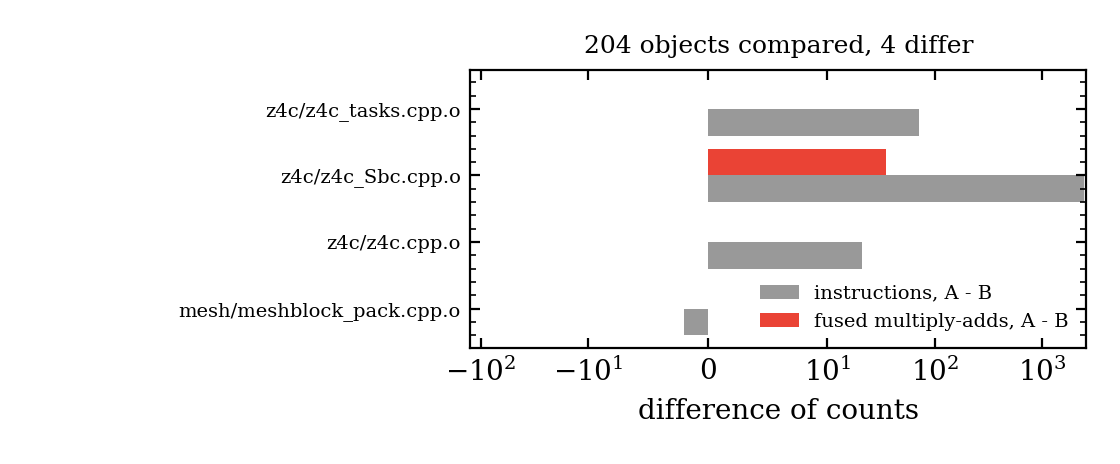 204 objects compared, 4 differ
z4c/z4c_tasks.cpp.o
z4c/z4c_Sbc.cpp.o
z4c/z4c.cpp.o
mesh/meshblock_pack.cpp.o
instructions, A - B
fused multiply-adds, A - B
−10² −10¹ 0 10¹ 10² 10³
difference of counts